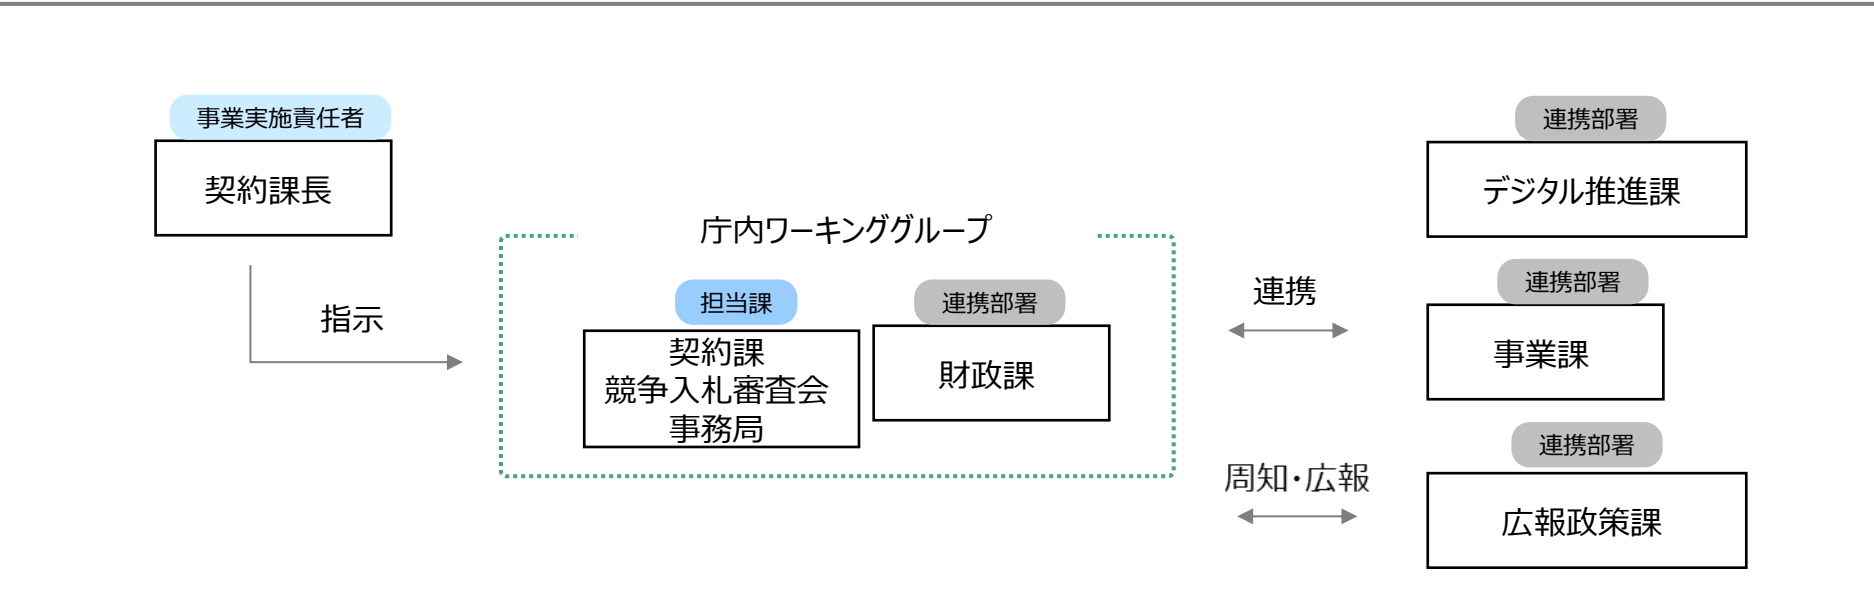 事業実施責任者
契約課長
指示
庁内ワーキンググループ
担当課
契約課
競争入札審査会
事務局
連携部署
財政課
連携
周知・広報
連携部署
デジタル推進課
連携部署
事業課
連携部署
広報政策課